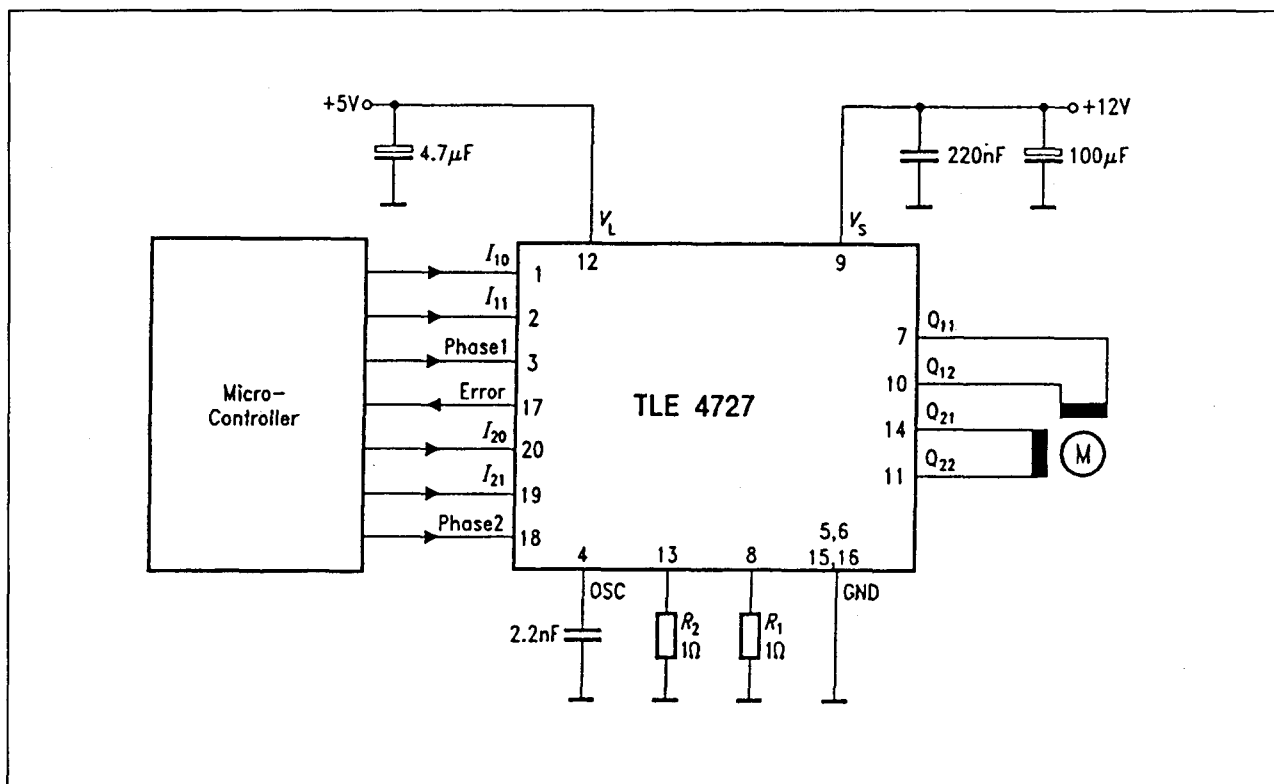 +5V
4.7µF
+12V
220nF
100µF
V_L
V_S
12
9
I_10
1
I_11
2
Phase1
3
Error
17
I_20
20
I_21
19
Phase2
18
Micro-
Controller
TLE 4727
7
Q_11
10
Q_12
14
Q_21
11
Q_22
M
4
13
8
5,6
15,16
OSC
GND
2.2nF
R_2
1Ω
R_1
1Ω